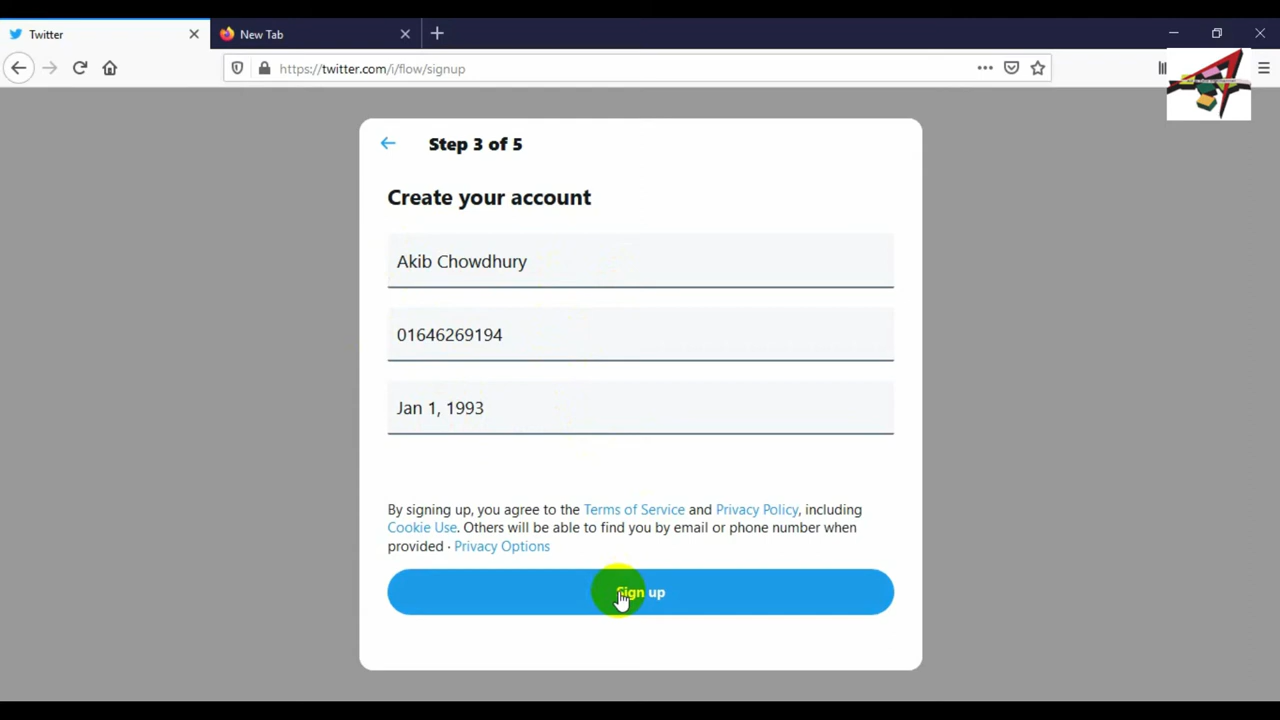 Twitter
New Tab
https://twitter.com/i/flow/signup
Step 3 of 5
Create your account
Akib Chowdhury
01646269194
Jan 1, 1993
By signing up, you agree to the Terms of Service and Privacy Policy, including
Cookie Use. Others will be able to find you by email or phone number when
provided · Privacy Options
Sign up